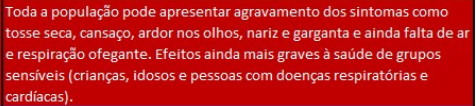 Toda a população pode apresentar agravamento dos sintomas como
tosse seca, cansaço, ardor nos olhos, nariz e garganta e ainda falta de ar
e respiração ofegante. Efeitos ainda mais graves à saúde de grupos
sensíveis (crianças, idosos e pessoas com doenças respiratórias e
cardíacas).